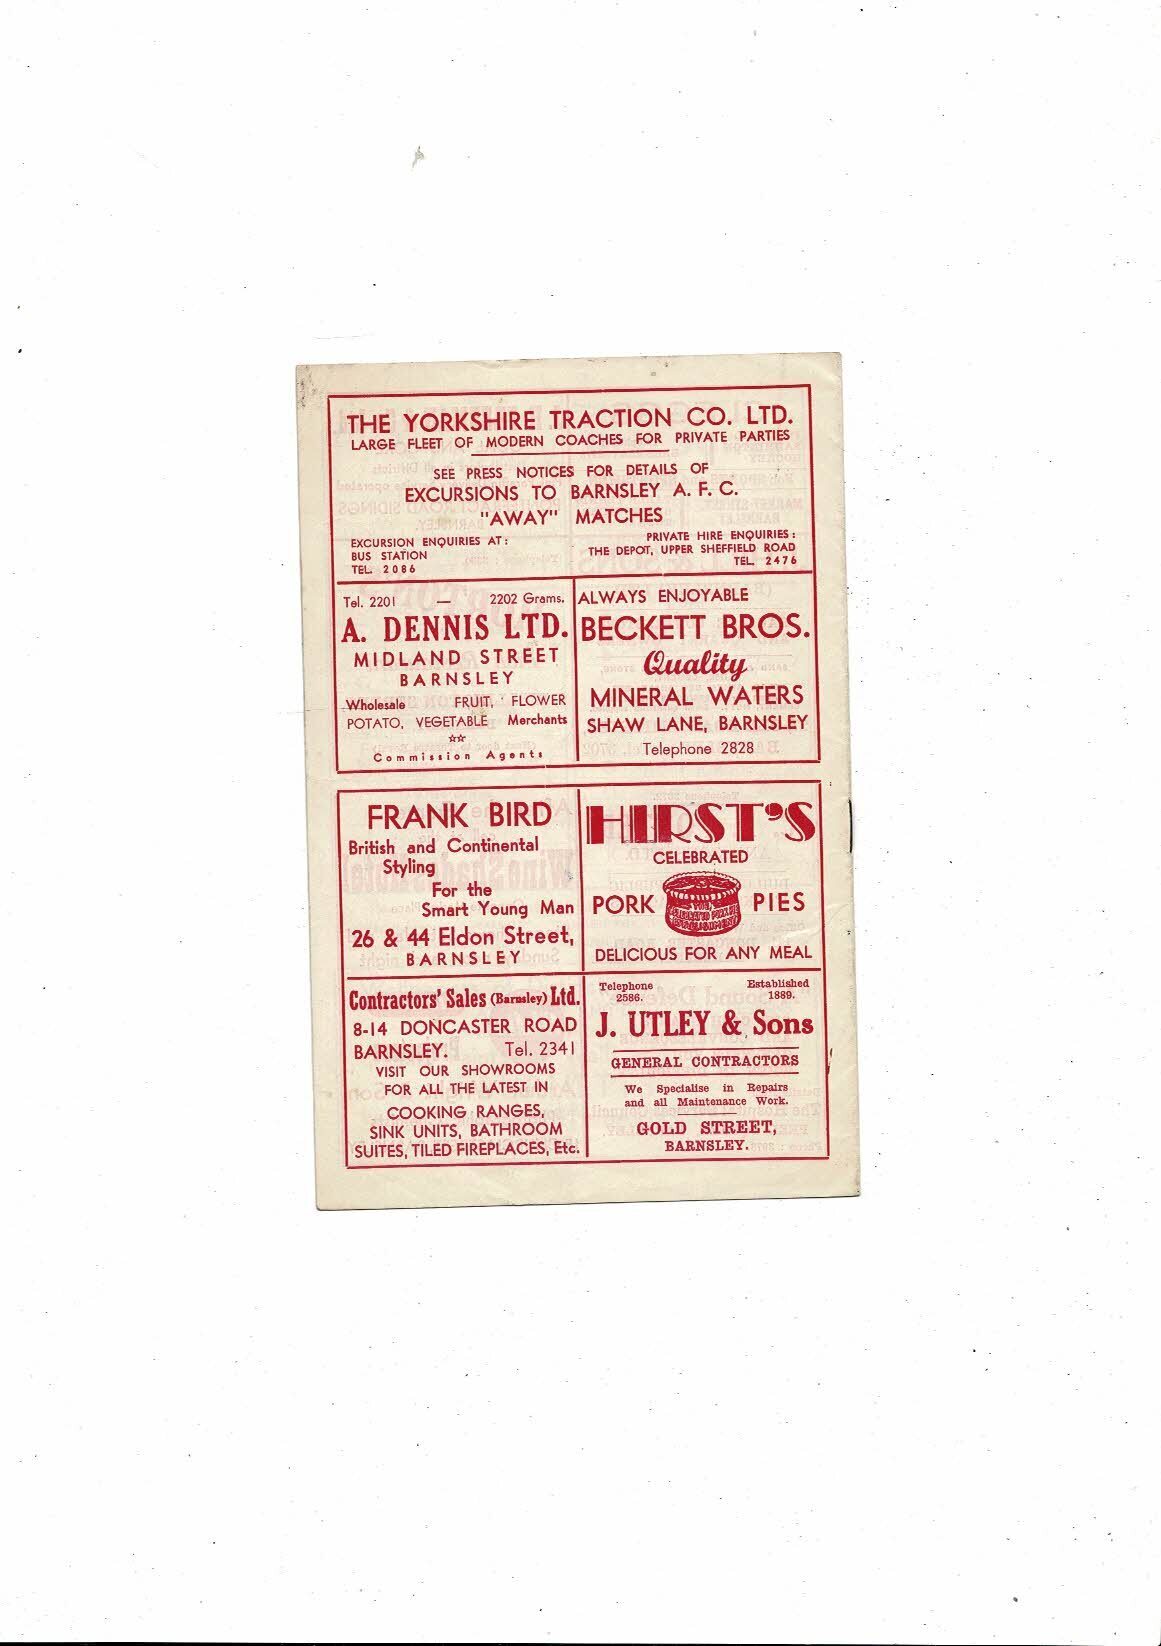 THE YORKSHIRE TRACTION CO. LTD.
LARGE FLEET OF MODERN COACHES FOR PRIVATE PARTIES
SEE PRESS NOTICES FOR DETAILS OF
EXCURSIONS TO BARNSLEY A. F. C.
"AWAY" MATCHES
EXCURSION ENQUIRIES AT:
BUS STATION
TEL. 2086
PRIVATE HIRE ENQUIRIES:
THE DEPOT, UPPER SHEFFIELD ROAD
TEL. 2476
Tel. 2201 — 2202 Grams.
A. DENNIS LTD.
MIDLAND STREET
BARNSLEY
Wholesale FRUIT, FLOWER
POTATO, VEGETABLE Merchants
☆☆
Commission Agents
ALWAYS ENJOYABLE
BECKETT BROS.
Quality
MINERAL WATERS
SHAW LANE, BARNSLEY
Telephone 2828
FRANK BIRD
British and Continental
Styling
For the
Smart Young Man
26 & 44 Eldon Street,
BARNSLEY
HIRST'S
CELEBRATED
PORK PIES
DELICIOUS FOR ANY MEAL
Contractors' Sales (Barnsley) Ltd.
8-14 DONCASTER ROAD
BARNSLEY. Tel. 2341
VISIT OUR SHOWROOMS
FOR ALL THE LATEST IN
COOKING RANGES,
SINK UNITS, BATHROOM
SUITES, TILED FIREPLACES, Etc.
Telephone
2586.
Established
1889.
J. UTLEY & Sons
GENERAL CONTRACTORS
We Specialise in Repairs
and all Maintenance Work.
GOLD STREET,
BARNSLEY.